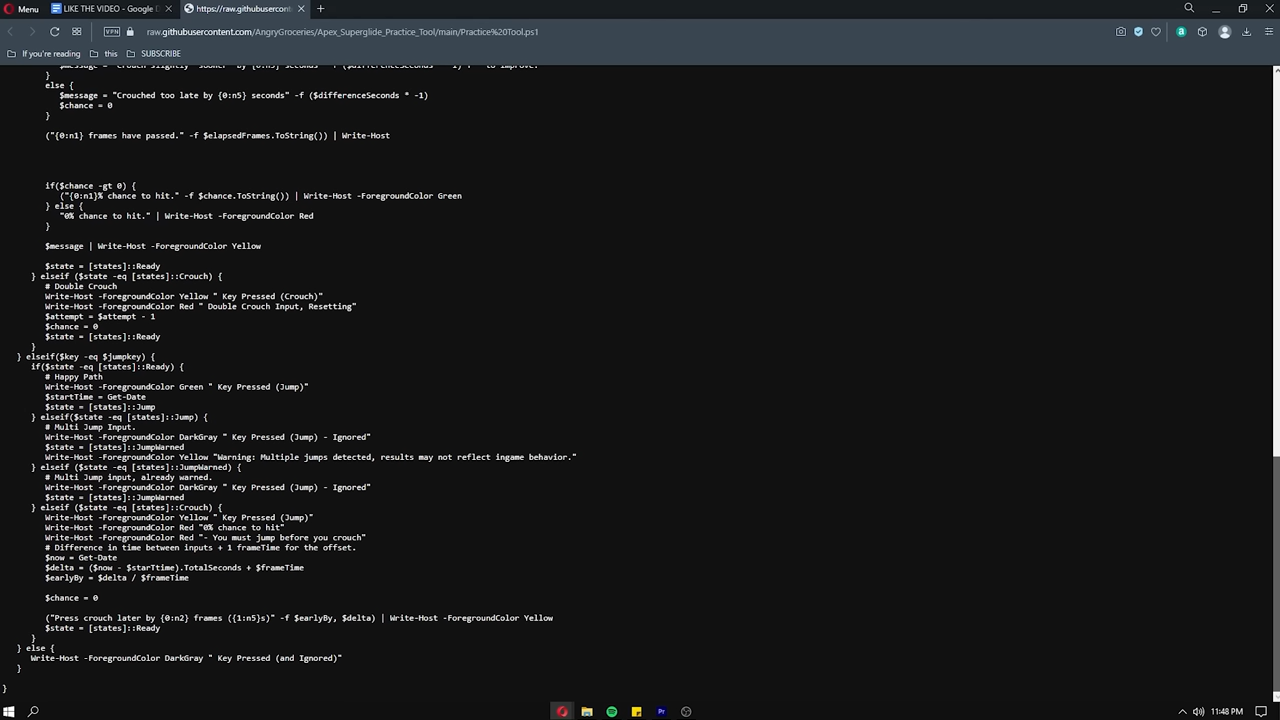 Menu
LIKE THE VIDEO - Google D
https://raw.githubusercontent
VPN
raw.githubusercontent.com/AngryGroceries/Apex_Superglide_Practice_Tool/main/Practice%20Tool.ps1
If you're reading
this
SUBSCRIBE
$message = "Crouch slightly *sooner* by {0:n5} seconds" -f ($differenceSeconds * -1) + " to improve."
}
else {
$message = "Crouched too late by {0:n5} seconds" -f ($differenceSeconds * -1)
$chance = 0
}
("{0:n1} frames have passed." -f $elapsedFrames.ToString()) | Write-Host
if($chance -gt 0) {
("{0:n1}% chance to hit." -f $chance.ToString()) | Write-Host -ForegroundColor Green
} else {
"0% chance to hit." | Write-Host -ForegroundColor Red
}
$message | Write-Host -ForegroundColor Yellow
$state = [states]::Ready
} elseif ($state -eq [states]::Crouch) {
# Double Crouch
Write-Host -ForegroundColor Yellow " Key Pressed (Crouch)"
Write-Host -ForegroundColor Red " Double Crouch Input, Resetting"
$attempt = $attempt - 1
$chance = 0
$state = [states]::Ready
}
} elseif($key -eq $jumpkey) {
if($state -eq [states]::Ready) {
# Happy Path
Write-Host -ForegroundColor Green " Key Pressed (Jump)"
$startTime = Get-Date
$state = [states]::Jump
} elseif($state -eq [states]::Jump) {
# Multi Jump Input.
Write-Host -ForegroundColor DarkGray " Key Pressed (Jump) - Ignored"
$state = [states]::JumpWarned
Write-Host -ForegroundColor Yellow "Warning: Multiple jumps detected, results may not reflect ingame behavior."
} elseif ($state -eq [states]::JumpWarned) {
# Multi Jump input, already warned.
Write-Host -ForegroundColor DarkGray " Key Pressed (Jump) - Ignored"
$state = [states]::JumpWarned
} elseif ($state -eq [states]::Crouch) {
Write-Host -ForegroundColor Yellow " Key Pressed (Jump)"
Write-Host -ForegroundColor Red "0% chance to hit"
Write-Host -ForegroundColor Red "- You must jump before you crouch"
# Difference in time between inputs + 1 frameTime for the offset.
$now = Get-Date
$delta = ($now - $starTtime).TotalSeconds + $frameTime
$earlyBy = $delta / $frameTime
$chance = 0
("Press crouch later by {0:n2} frames ({1:n5}s)" -f $earlyBy, $delta) | Write-Host -ForegroundColor Yellow
$state = [states]::Ready
}
} else {
Write-Host -ForegroundColor DarkGray " Key Pressed (and Ignored)"
}
}
11:48 PM